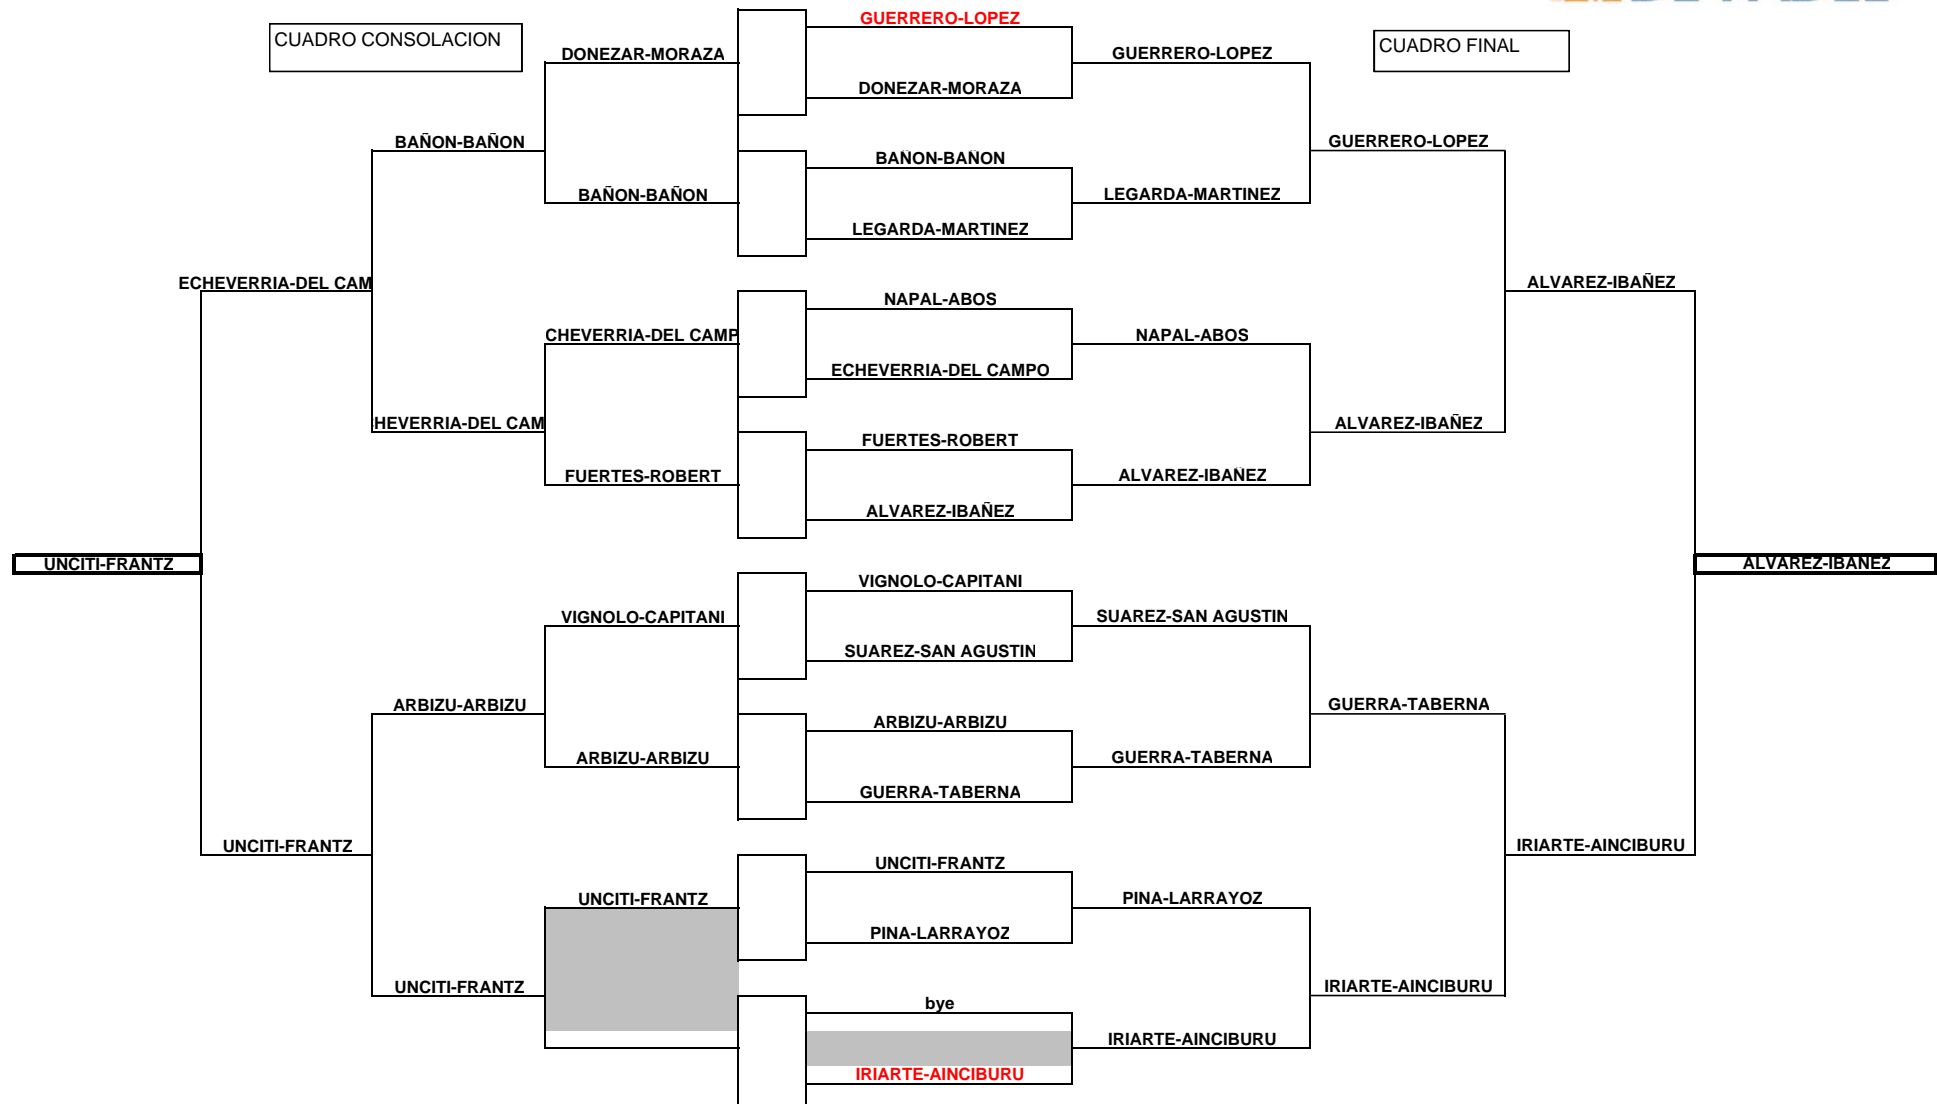 GUERRERO-LOPEZ
CUADRO CONSOLACION
CUADRO FINAL
DONEZAR-MORAZA
GUERRERO-LOPEZ
DONEZAR-MORAZA
BAÑON-BAÑON
GUERRERO-LOPEZ
BAÑON-BAÑON
BAÑON-BAÑON
LEGARDA-MARTINEZ
LEGARDA-MARTINEZ
ECHEVERRIA-DEL CAM
ALVAREZ-IBAÑEZ
NAPAL-ABOS
CHEVERRIA-DEL CAMP
NAPAL-ABOS
ECHEVERRIA-DEL CAMPO
HEVERRIA-DEL CAM
ALVAREZ-IBAÑEZ
FUERTES-ROBERT
FUERTES-ROBERT
ALVAREZ-IBAÑEZ
ALVAREZ-IBAÑEZ
UNCITI-FRANTZ
ALVAREZ-IBAÑEZ
VIGNOLO-CAPITANI
VIGNOLO-CAPITANI
SUAREZ-SAN AGUSTIN
SUAREZ-SAN AGUSTIN
ARBIZU-ARBIZU
GUERRA-TABERNA
ARBIZU-ARBIZU
ARBIZU-ARBIZU
GUERRA-TABERNA
GUERRA-TABERNA
UNCITI-FRANTZ
IRIARTE-AINCIBURU
UNCITI-FRANTZ
UNCITI-FRANTZ
PINA-LARRAYOZ
PINA-LARRAYOZ
UNCITI-FRANTZ
IRIARTE-AINCIBURU
bye
IRIARTE-AINCIBURU
IRIARTE-AINCIBURU